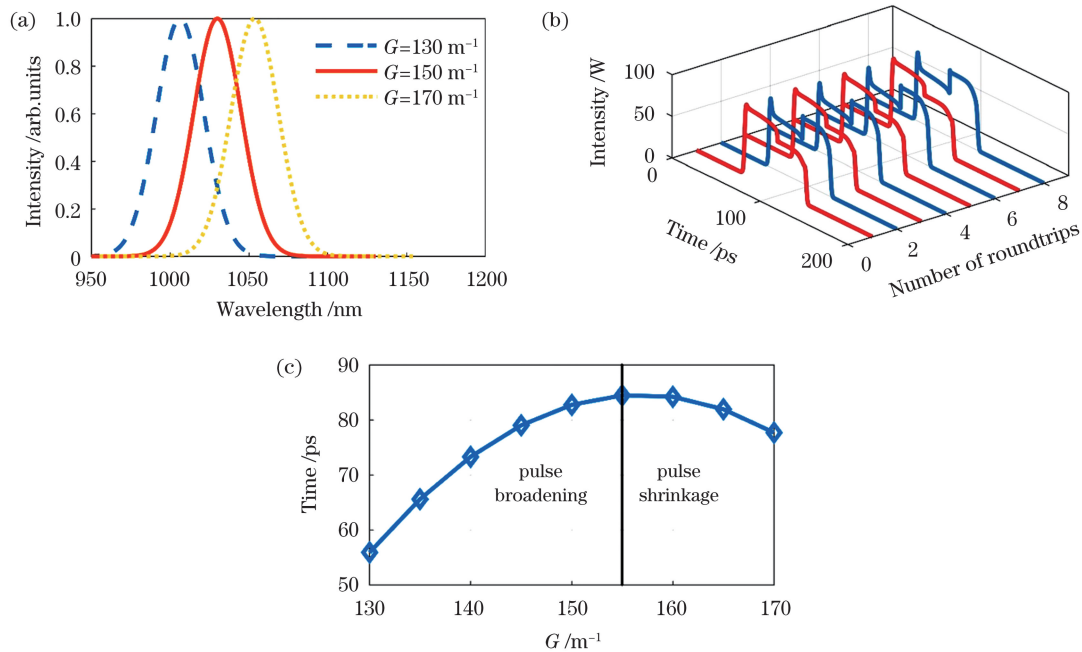 (a)
Intensity /arb.units
1.0
0.8
0.6
0.4
0.2
0
950
1000
1050
1100
1150
1200
Wavelength /nm
G=130 m⁻¹
G=150 m⁻¹
G=170 m⁻¹
(b)
Intensity /W
100
50
0
0
100
200
Time /ps
0
2
4
6
8
Number of roundtrips
(c)
Time /ps
90
80
70
60
50
pulse
broadening
pulse
shrinkage
130
140
150
160
170
G /m⁻¹